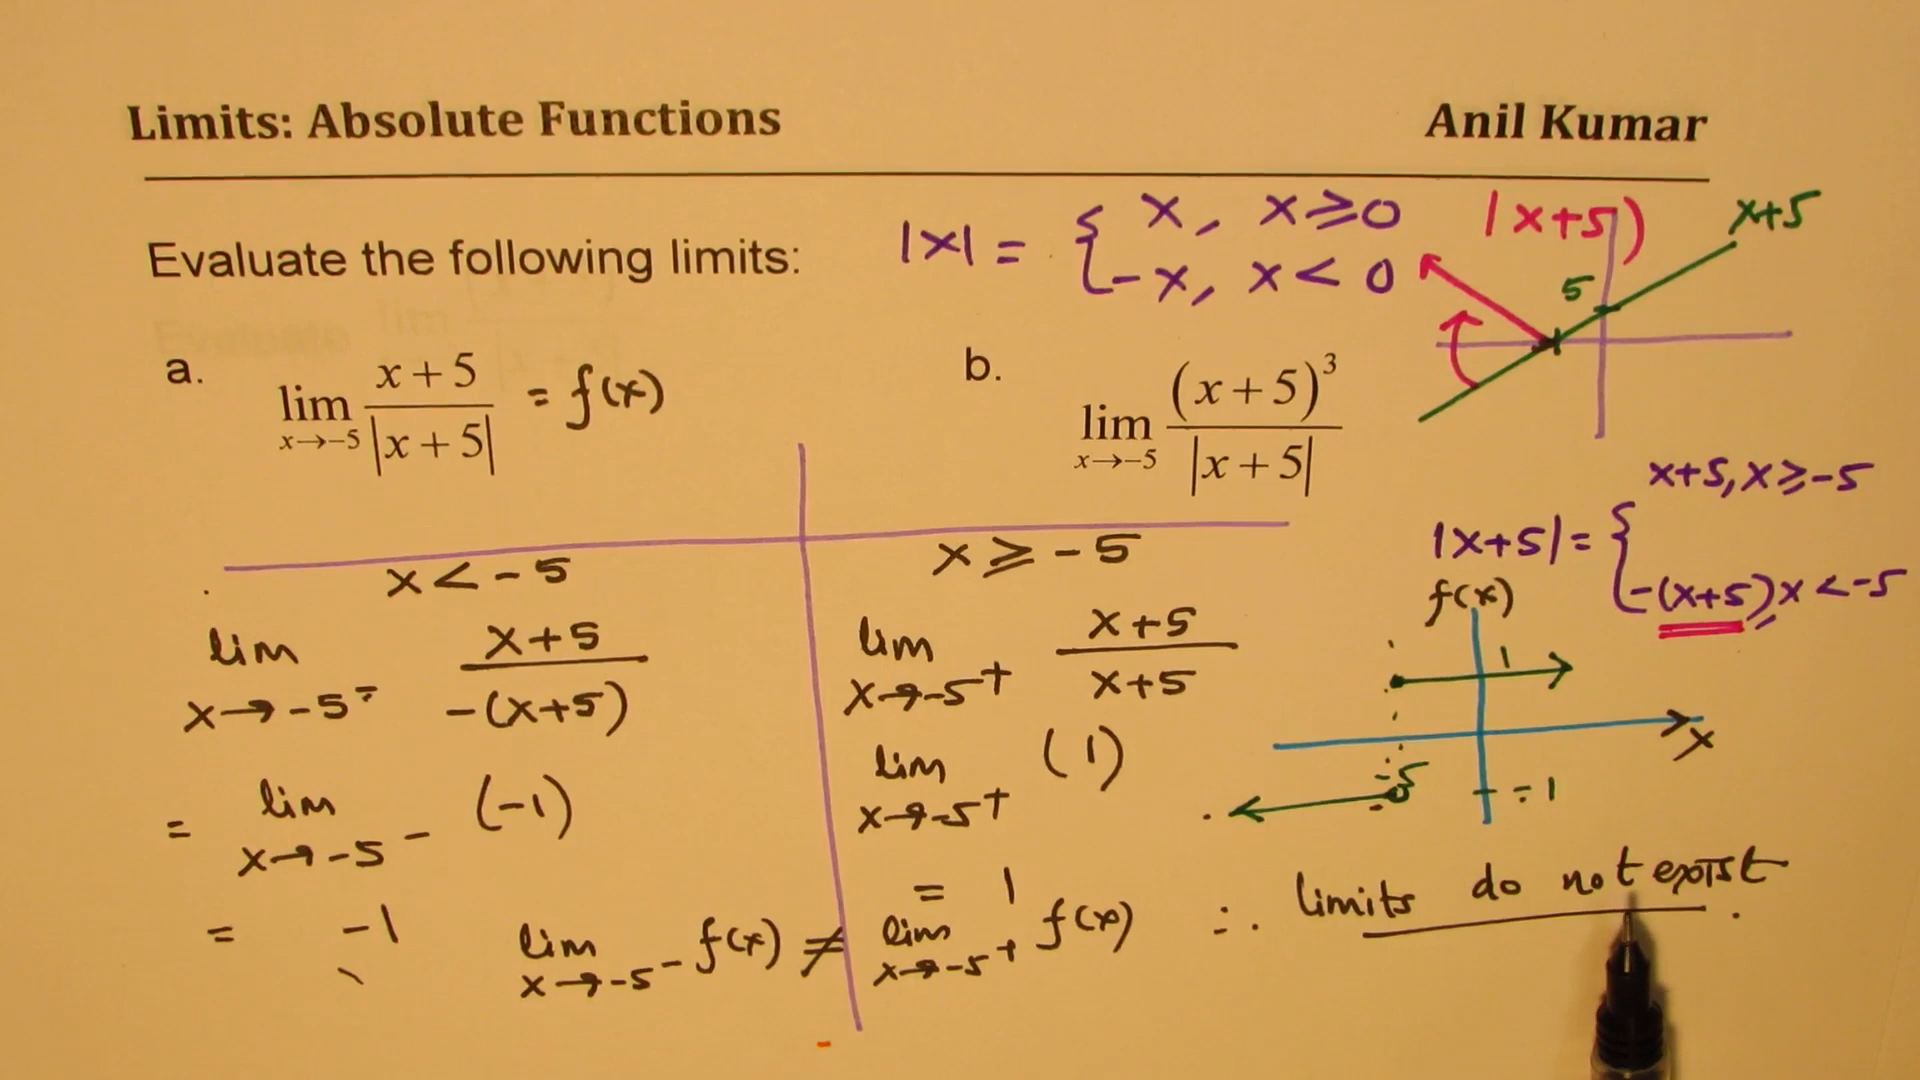 Limits: Absolute Functions Anil Kumar
Evaluate the following limits:
|x| = { x, x ≥ 0
-x, x < 0
|x+5|
x+5
5
a. lim x→-5 (x+5)/|x+5| = f(x)
b. lim x→-5 (x+5)³/|x+5|
|x+5| = { x+5, x ≥ -5
-(x+5), x < -5
x < -5
lim x→-5⁻ (x+5)/(-(x+5))
= lim x→-5⁻ (-1)
= -1
x ≥ -5
lim x→-5⁺ (x+5)/(x+5)
lim x→-5⁺ (1)
= 1
f(x)
1
x
-5
-1
lim x→-5⁻ f(x) ≠ lim x→-5⁺ f(x) ∴ limits do not exist.